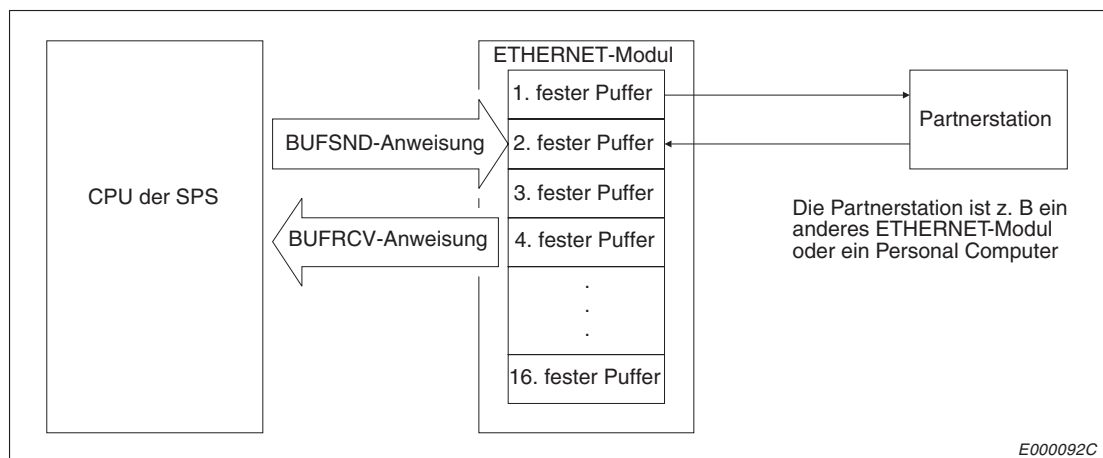 ETHERNET-Modul
1. fester Puffer
Partnerstation
BUFSND-Anweisung
2. fester Puffer
CPU der SPS
3. fester Puffer
Die Partnerstation ist z. B ein
anderes ETHERNET-Modul
oder ein Personal Computer
BUFRCV-Anweisung
4. fester Puffer
.
.
.
16. fester Puffer
E000092C